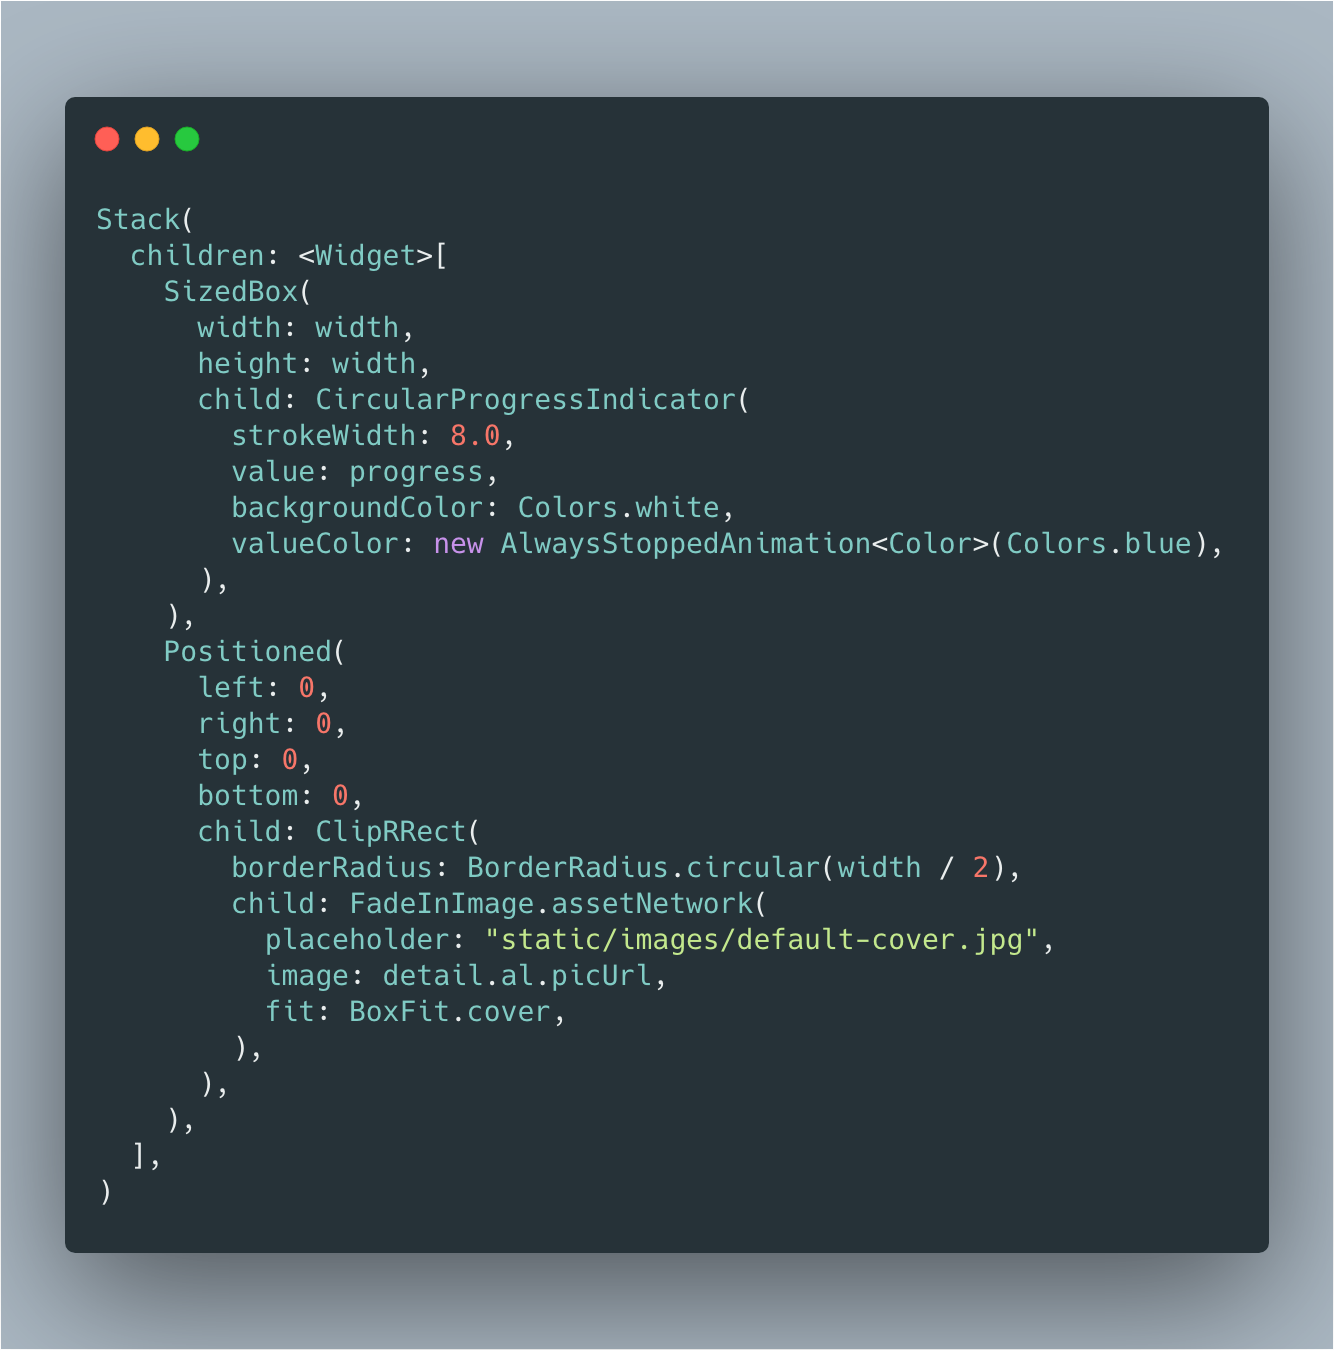 Stack(
  children: <Widget>[
    SizedBox(
      width: width,
      height: width,
      child: CircularProgressIndicator(
        strokeWidth: 8.0,
        value: progress,
        backgroundColor: Colors.white,
        valueColor: new AlwaysStoppedAnimation<Color>(Colors.blue),
      ),
    ),
    Positioned(
      left: 0,
      right: 0,
      top: 0,
      bottom: 0,
      child: ClipRRect(
        borderRadius: BorderRadius.circular(width / 2),
        child: FadeInImage.assetNetwork(
          placeholder: "static/images/default-cover.jpg",
          image: detail.al.picUrl,
          fit: BoxFit.cover,
        ),
      ),
    ),
  ],
)